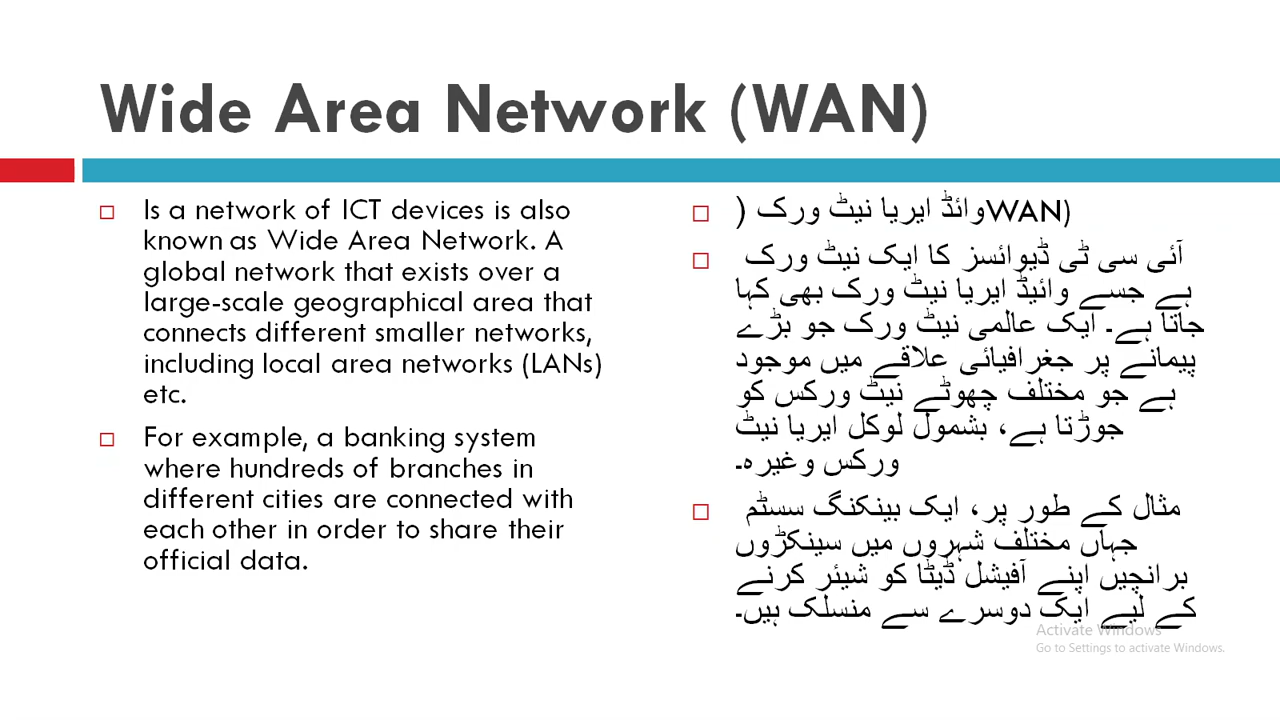 Wide Area Network (WAN)
Is a network of ICT devices is also
known as Wide Area Network. A
global network that exists over a
large-scale geographical area that
connects different smaller networks,
including local area networks (LANs)
etc.
For example, a banking system
where hundreds of branches in
different cities are connected with
each other in order to share their
official data.
وائڈ ایریا نیٹ ورک (WAN)
آئی سی ٹی ڈیوائسز کا ایک نیٹ ورک
ہے جسے وائیڈ ایریا نیٹ ورک بھی کہا
جاتا ہے۔ ایک عالمی نیٹ ورک جو بڑے
پیمانے پر جغرافیائی علاقے میں موجود
ہے جو مختلف چھوٹے نیٹ ورکس کو
جوڑتا ہے، بشمول لوکل ایریا نیٹ
ورکس وغیرہ۔
مثال کے طور پر، ایک بینکنگ سسٹم
جہاں مختلف شہروں میں سینکڑوں
برانچیں اپنے آفیشل ڈیٹا کو شیئر کرنے
کے لیے ایک دوسرے سے منسلک ہیں۔
Activate Windows
Go to Settings to activate Windows.